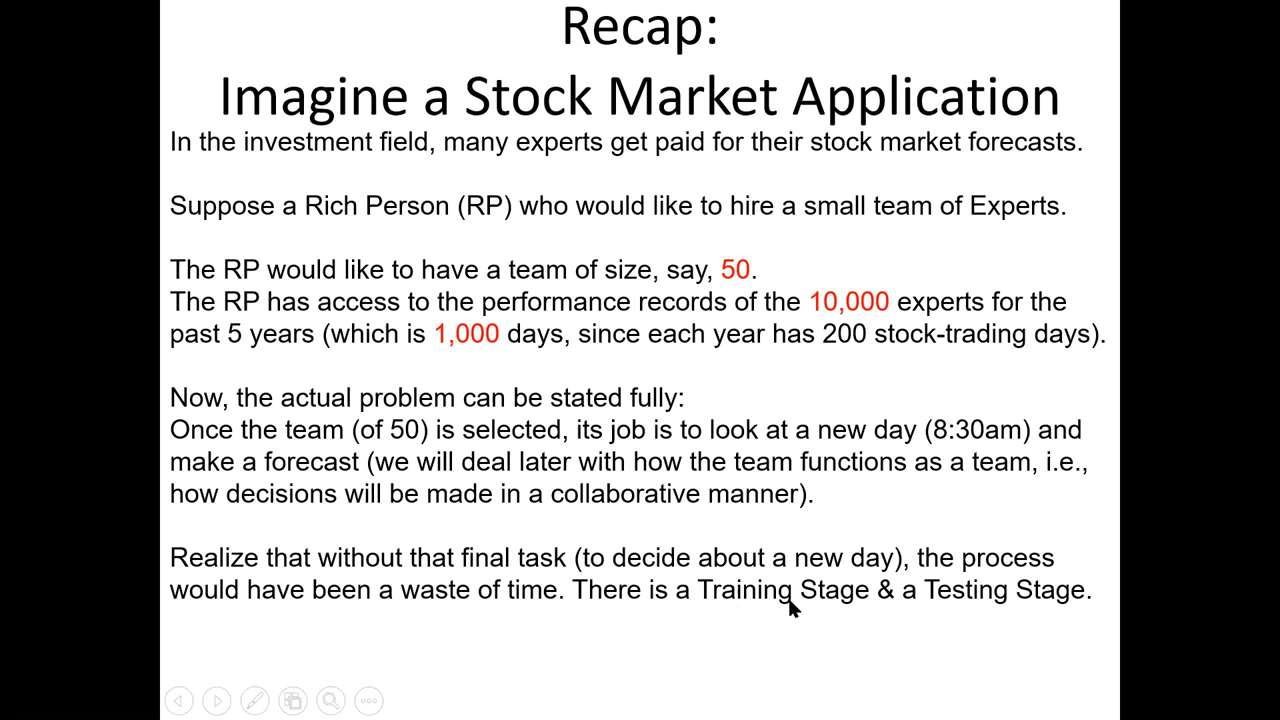 Recap:
Imagine a Stock Market Application
In the investment field, many experts get paid for their stock market forecasts.
Suppose a Rich Person (RP) who would like to hire a small team of Experts.
The RP would like to have a team of size, say, 50.
The RP has access to the performance records of the 10,000 experts for the
past 5 years (which is 1,000 days, since each year has 200 stock-trading days).
Now, the actual problem can be stated fully:
Once the team (of 50) is selected, its job is to look at a new day (8:30am) and
make a forecast (we will deal later with how the team functions as a team, i.e.,
how decisions will be made in a collaborative manner).
Realize that without that final task (to decide about a new day), the process
would have been a waste of time. There is a Training Stage & a Testing Stage.